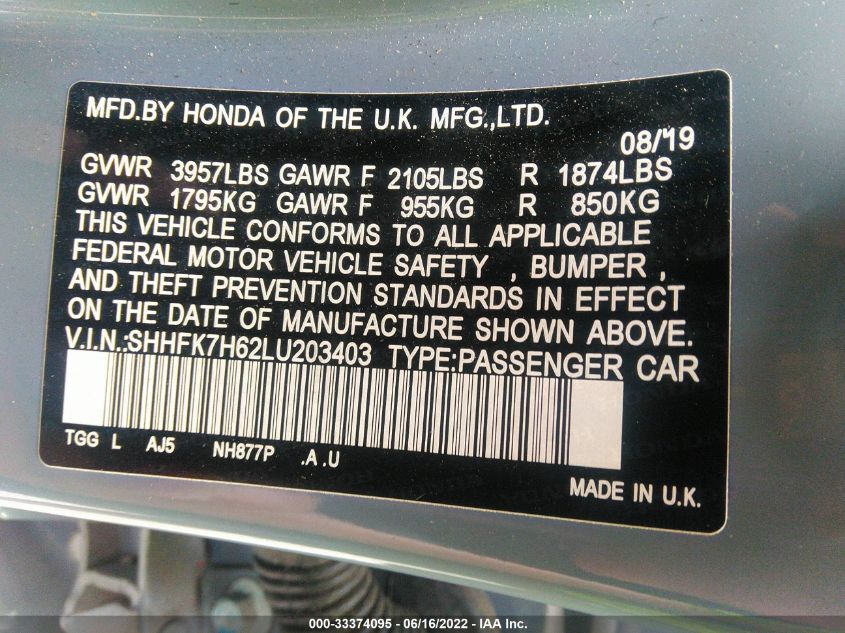 MFD.BY HONDA OF THE U.K. MFG.,LTD.
08/19
GVWR 3957LBS GAWR F 2105LBS R 1874LBS
GVWR 1795KG GAWR F 955KG R 850KG
THIS VEHICLE CONFORMS TO ALL APPLICABLE
FEDERAL MOTOR VEHICLE SAFETY , BUMPER ,
AND THEFT PREVENTION STANDARDS IN EFFECT
ON THE DATE OF MANUFACTURE SHOWN ABOVE.
V.I.N.:SHHFK7H62LU203403 TYPE:PASSENGER CAR
TGG L AJ5 NH877P .A .U
MADE IN U.K.
000-33374095 - 06/16/2022 - IAA Inc.